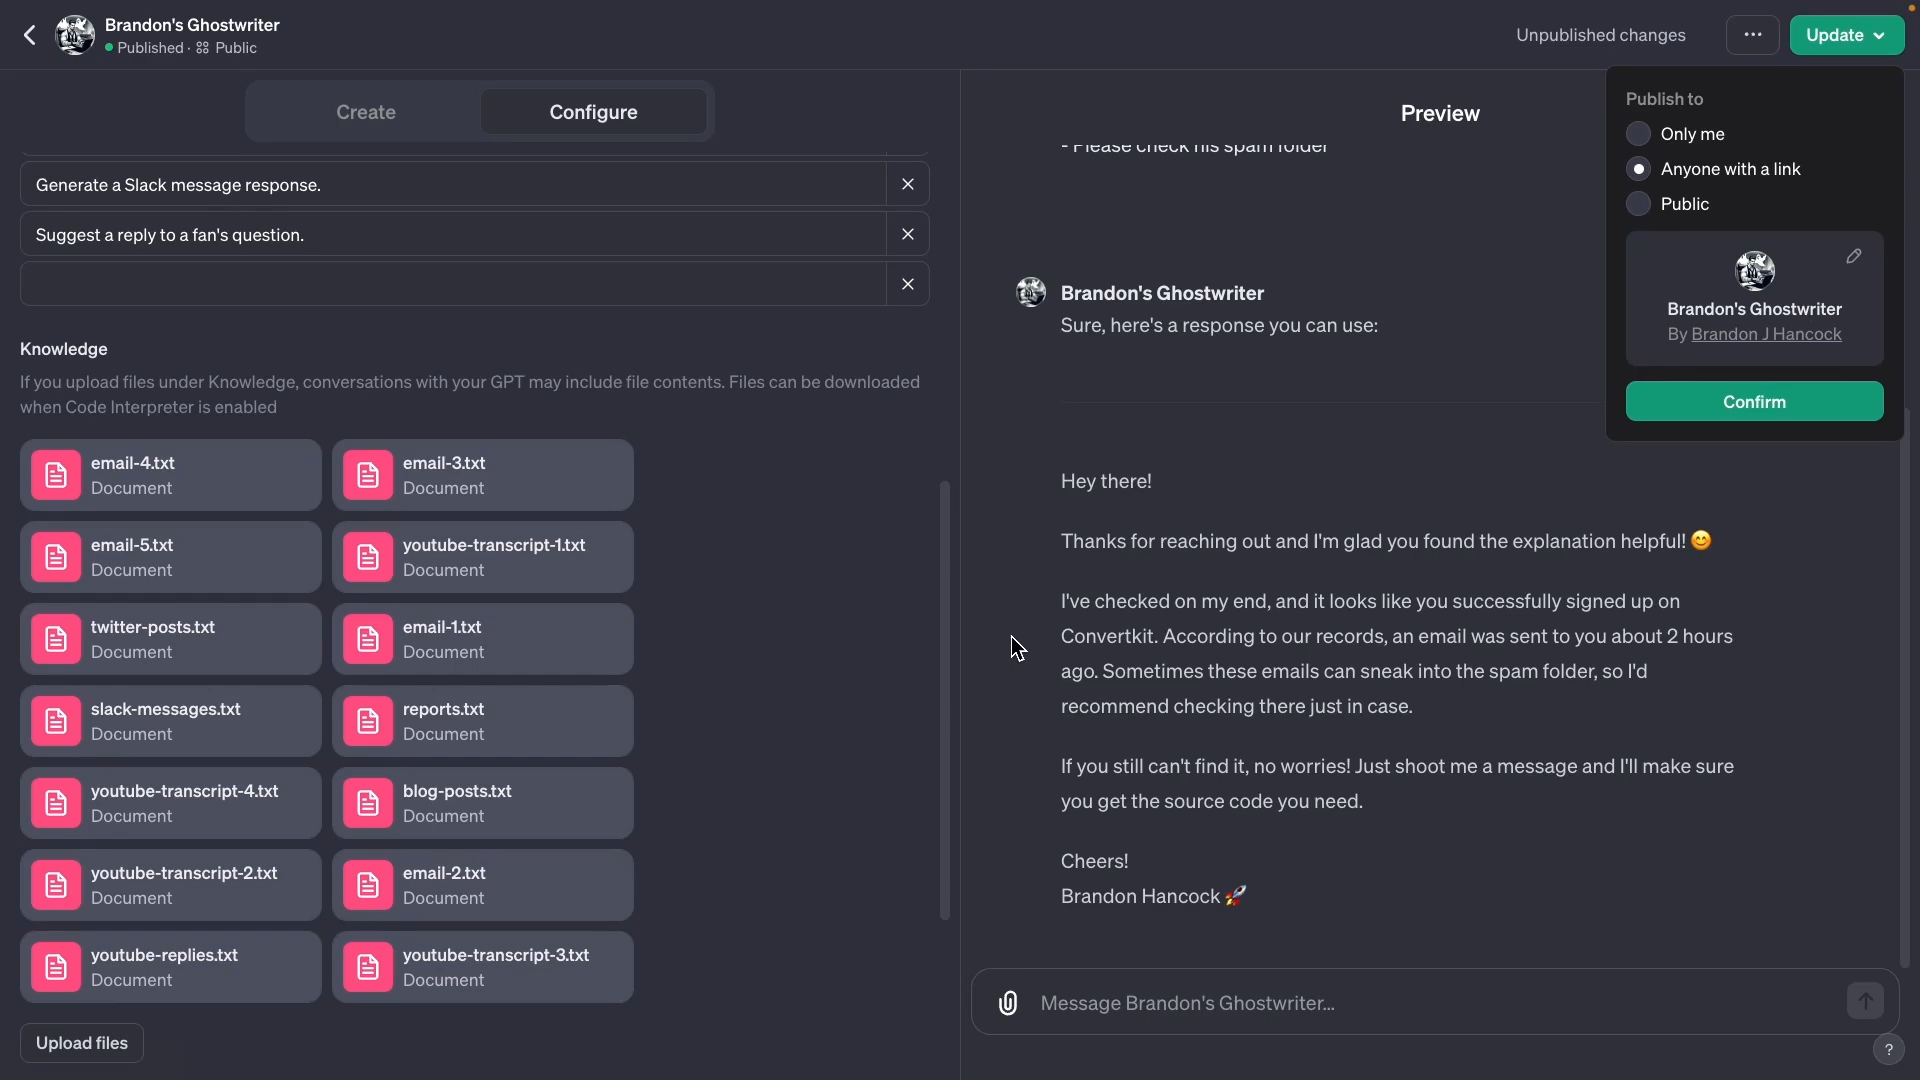 Brandon's Ghostwriter
Published · Public
Unpublished changes
...
Update
Create
Configure
Generate a Slack message response.
Suggest a reply to a fan's question.
Knowledge
If you upload files under Knowledge, conversations with your GPT may include file contents. Files can be downloaded
when Code Interpreter is enabled
email-4.txt
Document
email-3.txt
Document
email-5.txt
Document
youtube-transcript-1.txt
Document
twitter-posts.txt
Document
email-1.txt
Document
slack-messages.txt
Document
reports.txt
Document
youtube-transcript-4.txt
Document
blog-posts.txt
Document
youtube-transcript-2.txt
Document
email-2.txt
Document
youtube-replies.txt
Document
youtube-transcript-3.txt
Document
Upload files
Preview
- Please check his spam folder
Brandon's Ghostwriter
Sure, here's a response you can use:
Hey there!
Thanks for reaching out and I'm glad you found the explanation helpful! 😊
I've checked on my end, and it looks like you successfully signed up on
Convertkit. According to our records, an email was sent to you about 2 hours
ago. Sometimes these emails can sneak into the spam folder, so I'd
recommend checking there just in case.
If you still can't find it, no worries! Just shoot me a message and I'll make sure
you get the source code you need.
Cheers!
Brandon Hancock 🚀
Message Brandon's Ghostwriter...
?
Publish to
Only me
Anyone with a link
Public
Brandon's Ghostwriter
By Brandon J Hancock
Confirm